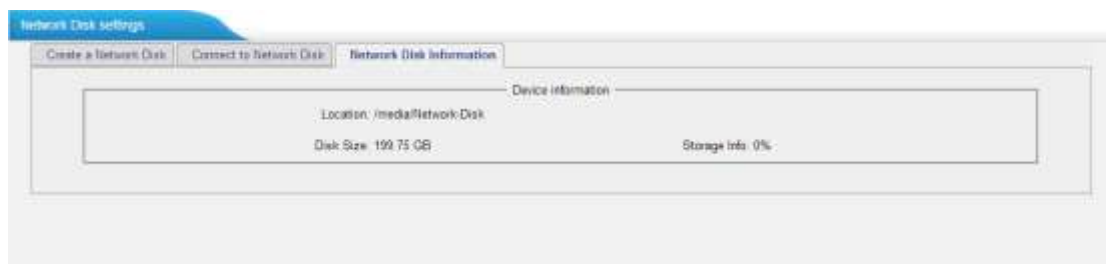 Network Disk settings
Create a Network Disk Connect to Network Disk Network Disk Information
Device information
Location: /media/Network-Disk
Disk Size: 199.75 GB Storage Info: 0%